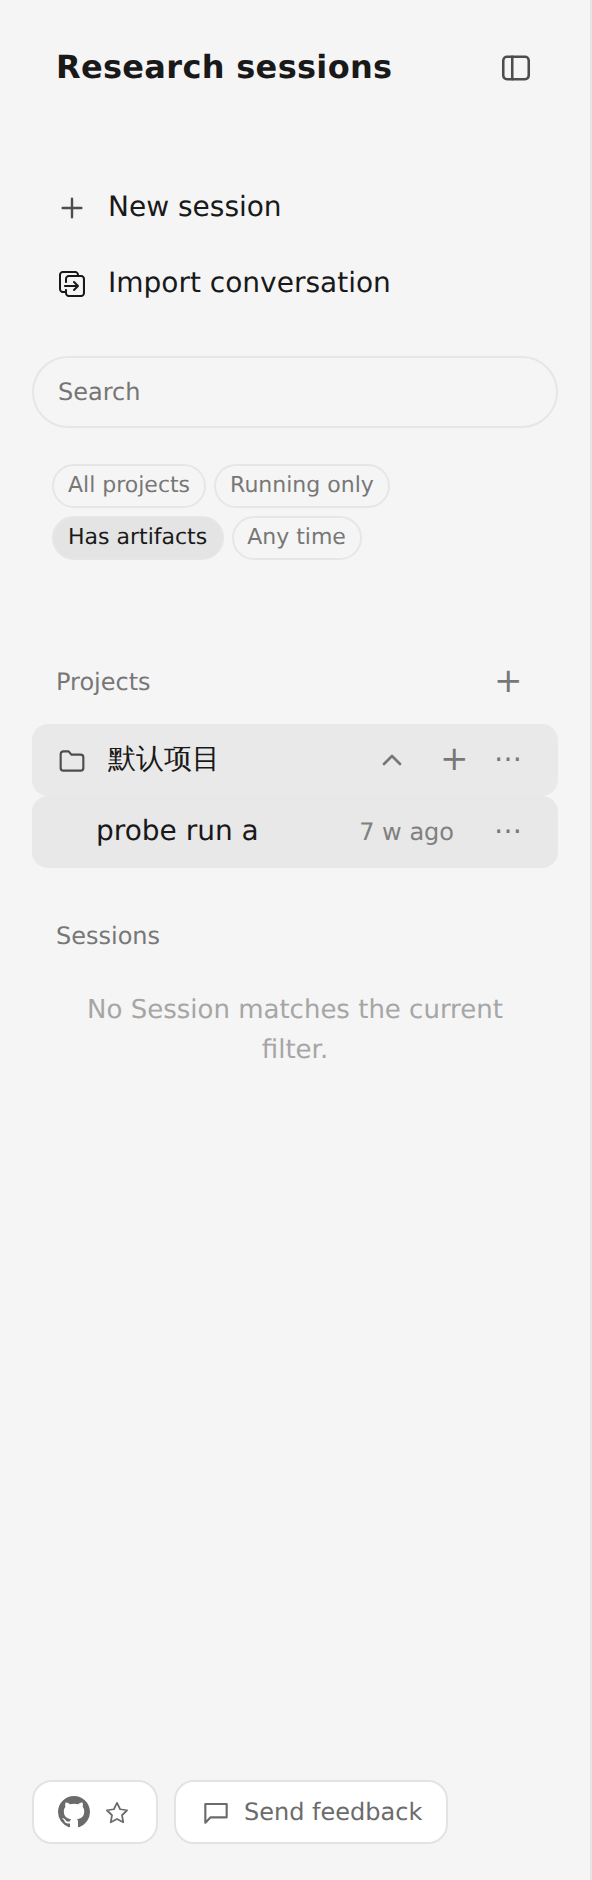 Research sessions
New session
Import conversation
Search
All projects
Running only
Has artifacts
Any time
Projects
默认项目
probe run a
7 w ago
Sessions
No Session matches the current
filter.
Send feedback